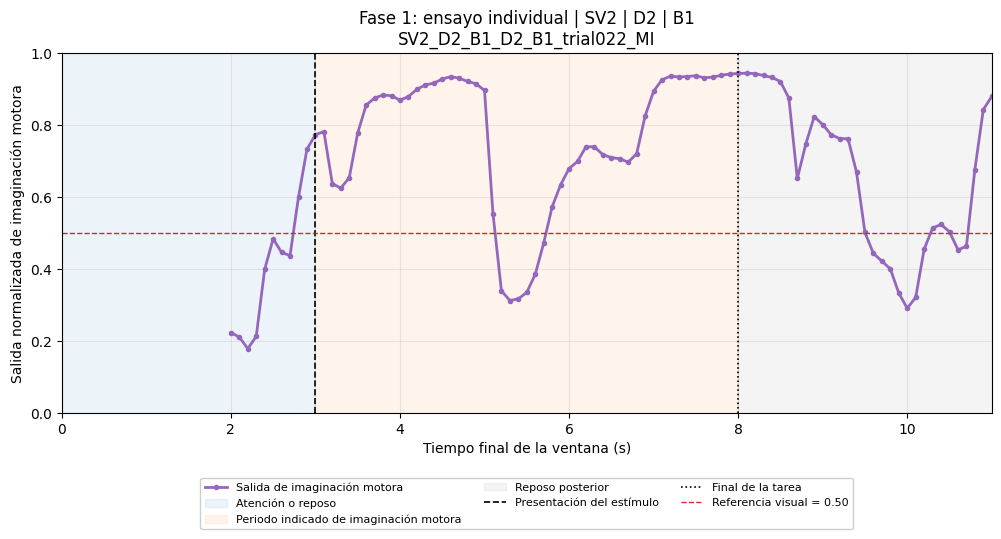 Fase 1: ensayo individual | SV2 | D2 | B1
SV2_D2_B1_D2_B1_trial022_MI
Salida normalizada de imaginación motora
1.0
0.8
0.6
0.4
0.2
0.0
0 2 4 6 8 10
Tiempo final de la ventana (s)
Salida de imaginación motora
Atención o reposo
Periodo indicado de imaginación motora
Reposo posterior
Presentación del estímulo
Final de la tarea
Referencia visual = 0.50